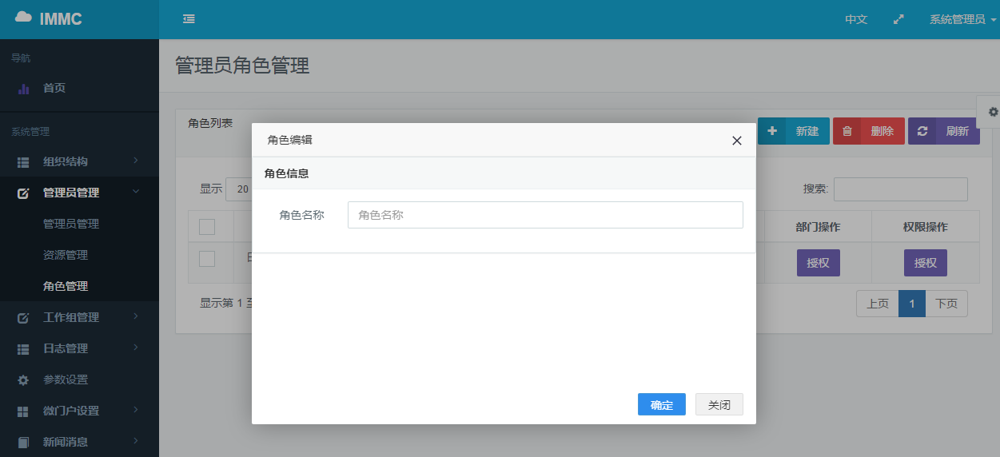 IMMC
中文
系统管理员
导航
首页
系统管理
组织结构
管理员管理
管理员管理
资源管理
角色管理
工作组管理
日志管理
参数设置
微门户设置
新闻消息
管理员角色管理
角色列表
新建
删除
刷新
显示 20
搜索:
部门操作
权限操作
授权
授权
显示第 1 至
上页
1
下页
角色编辑
角色信息
角色名称
角色名称
确定
关闭